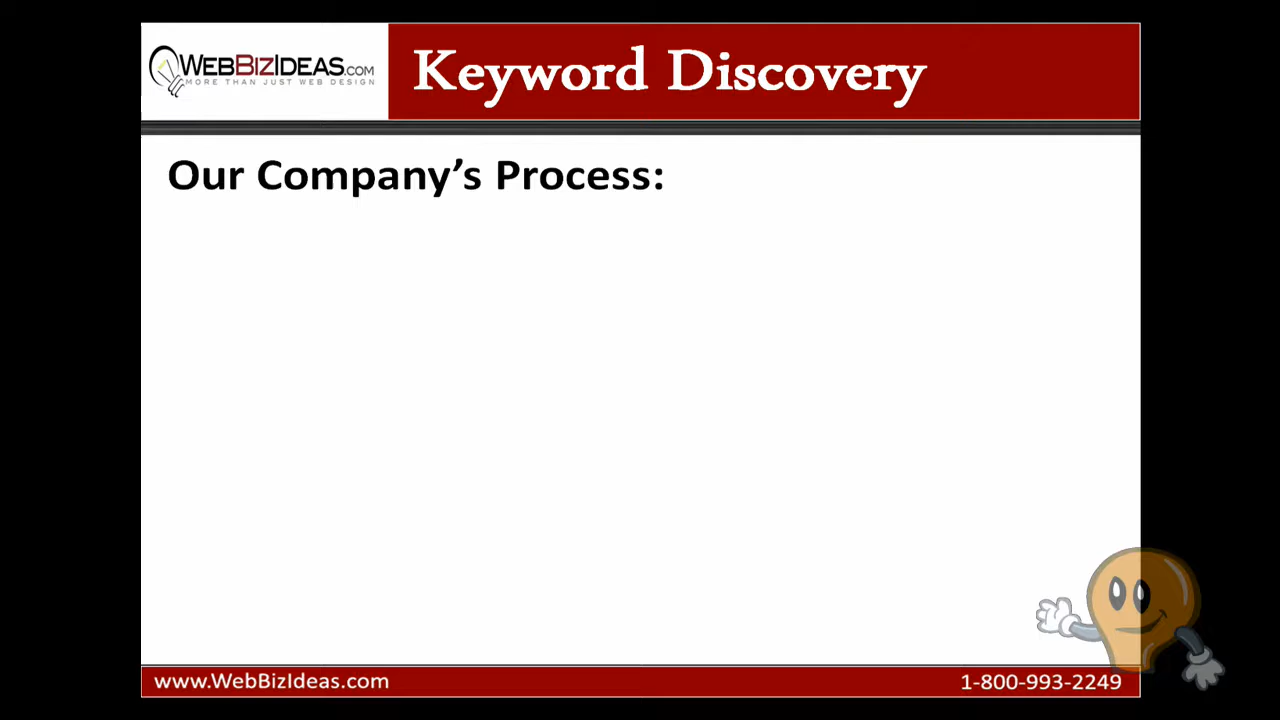 WEBBIZIDEAS.COM
MORE THAN JUST WEB DESIGN
Keyword Discovery
Our Company's Process:
www.WebBizIdeas.com
1-800-993-2249